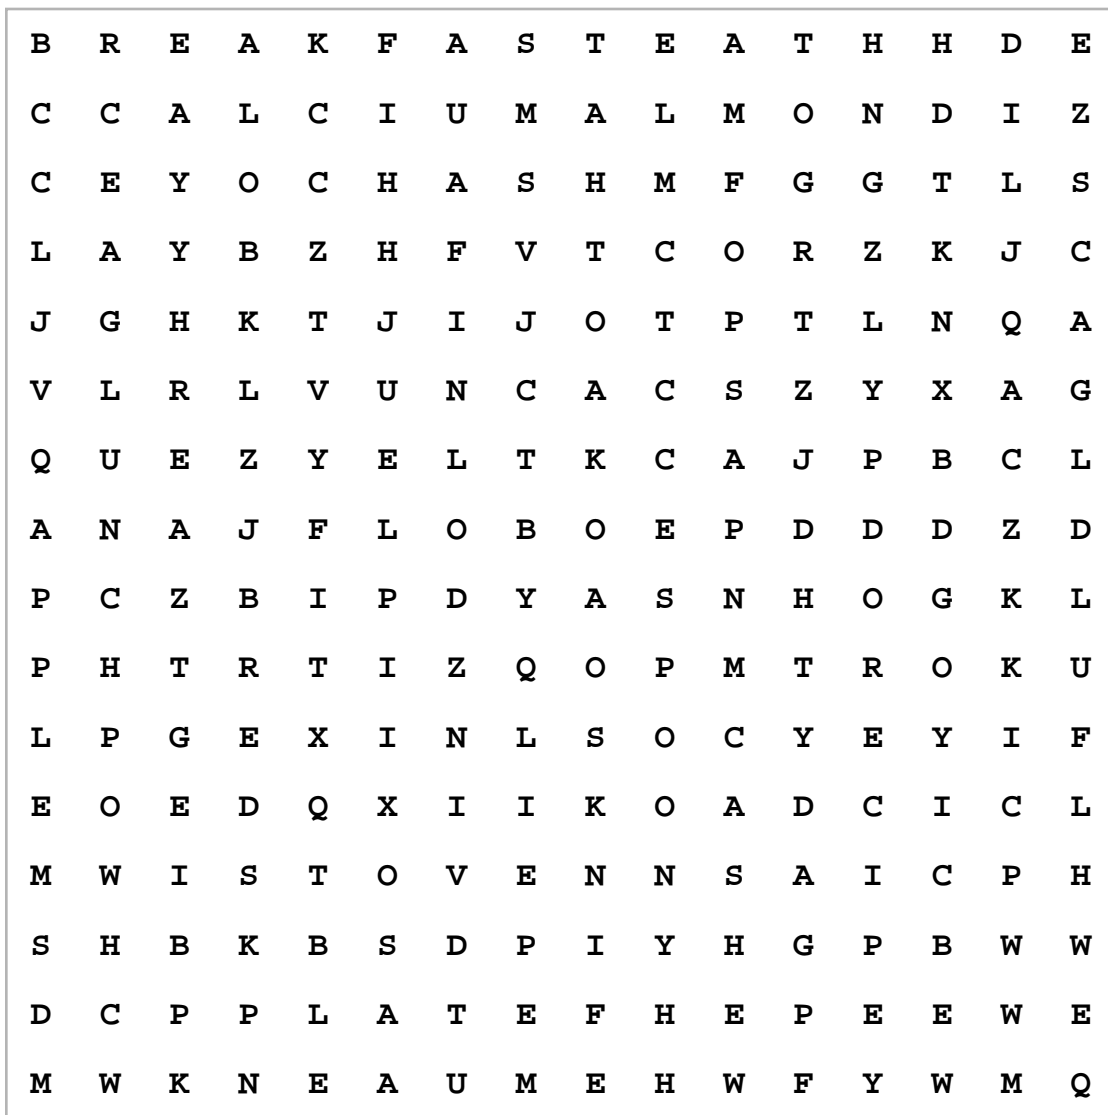 B R E A K F A S T E A T H H D E
C C A L C I U M A L M O N D I Z
C E Y O C H A S H M F G G T L S
L A Y B Z H F V T C O R Z K J C
J G H K T J I J O T P T L N Q A
V L R L V U N C A C S Z Y X A G
Q U E Z Y E L T K C A J P B C L
A N A J F L O B O E P D D D Z D
P C Z B I P D Y A S N H O G K L
P H T R T I Z Q O P M T R O K U
L P G E X I N L S O C Y E Y I F
E O E D Q X I I K O A D C I C L
M W I S T O V E N N S A I C P H
S H B K B S D P I Y H G P B W W
D C P P L A T E F H E P E E W E
M W K N E A U M E H W F Y W M Q